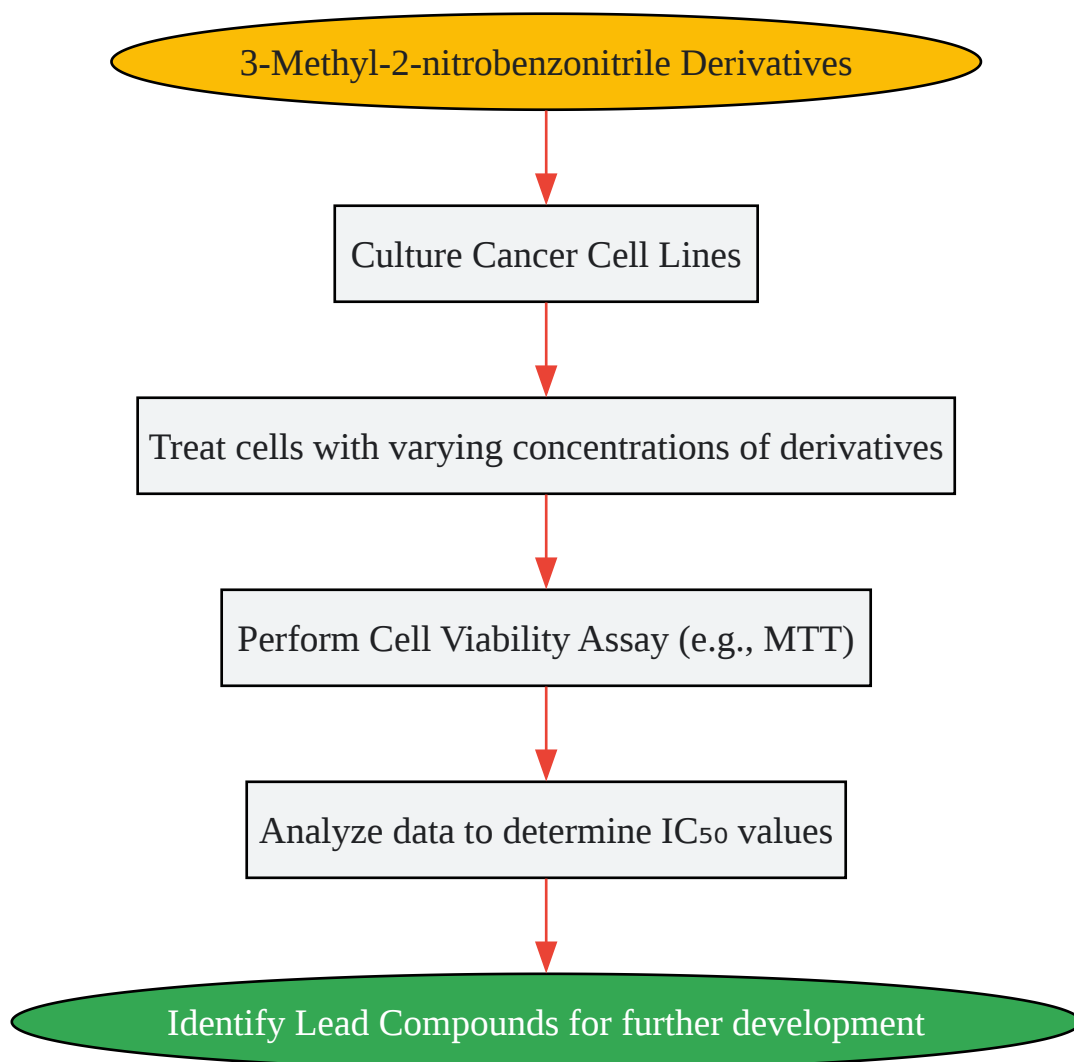 3-Methyl-2-nitrobenzonitrile Derivatives
Culture Cancer Cell Lines
Treat cells with varying concentrations of derivatives
Perform Cell Viability Assay (e.g., MTT)
Analyze data to determine IC₅₀ values
Identify Lead Compounds for further development